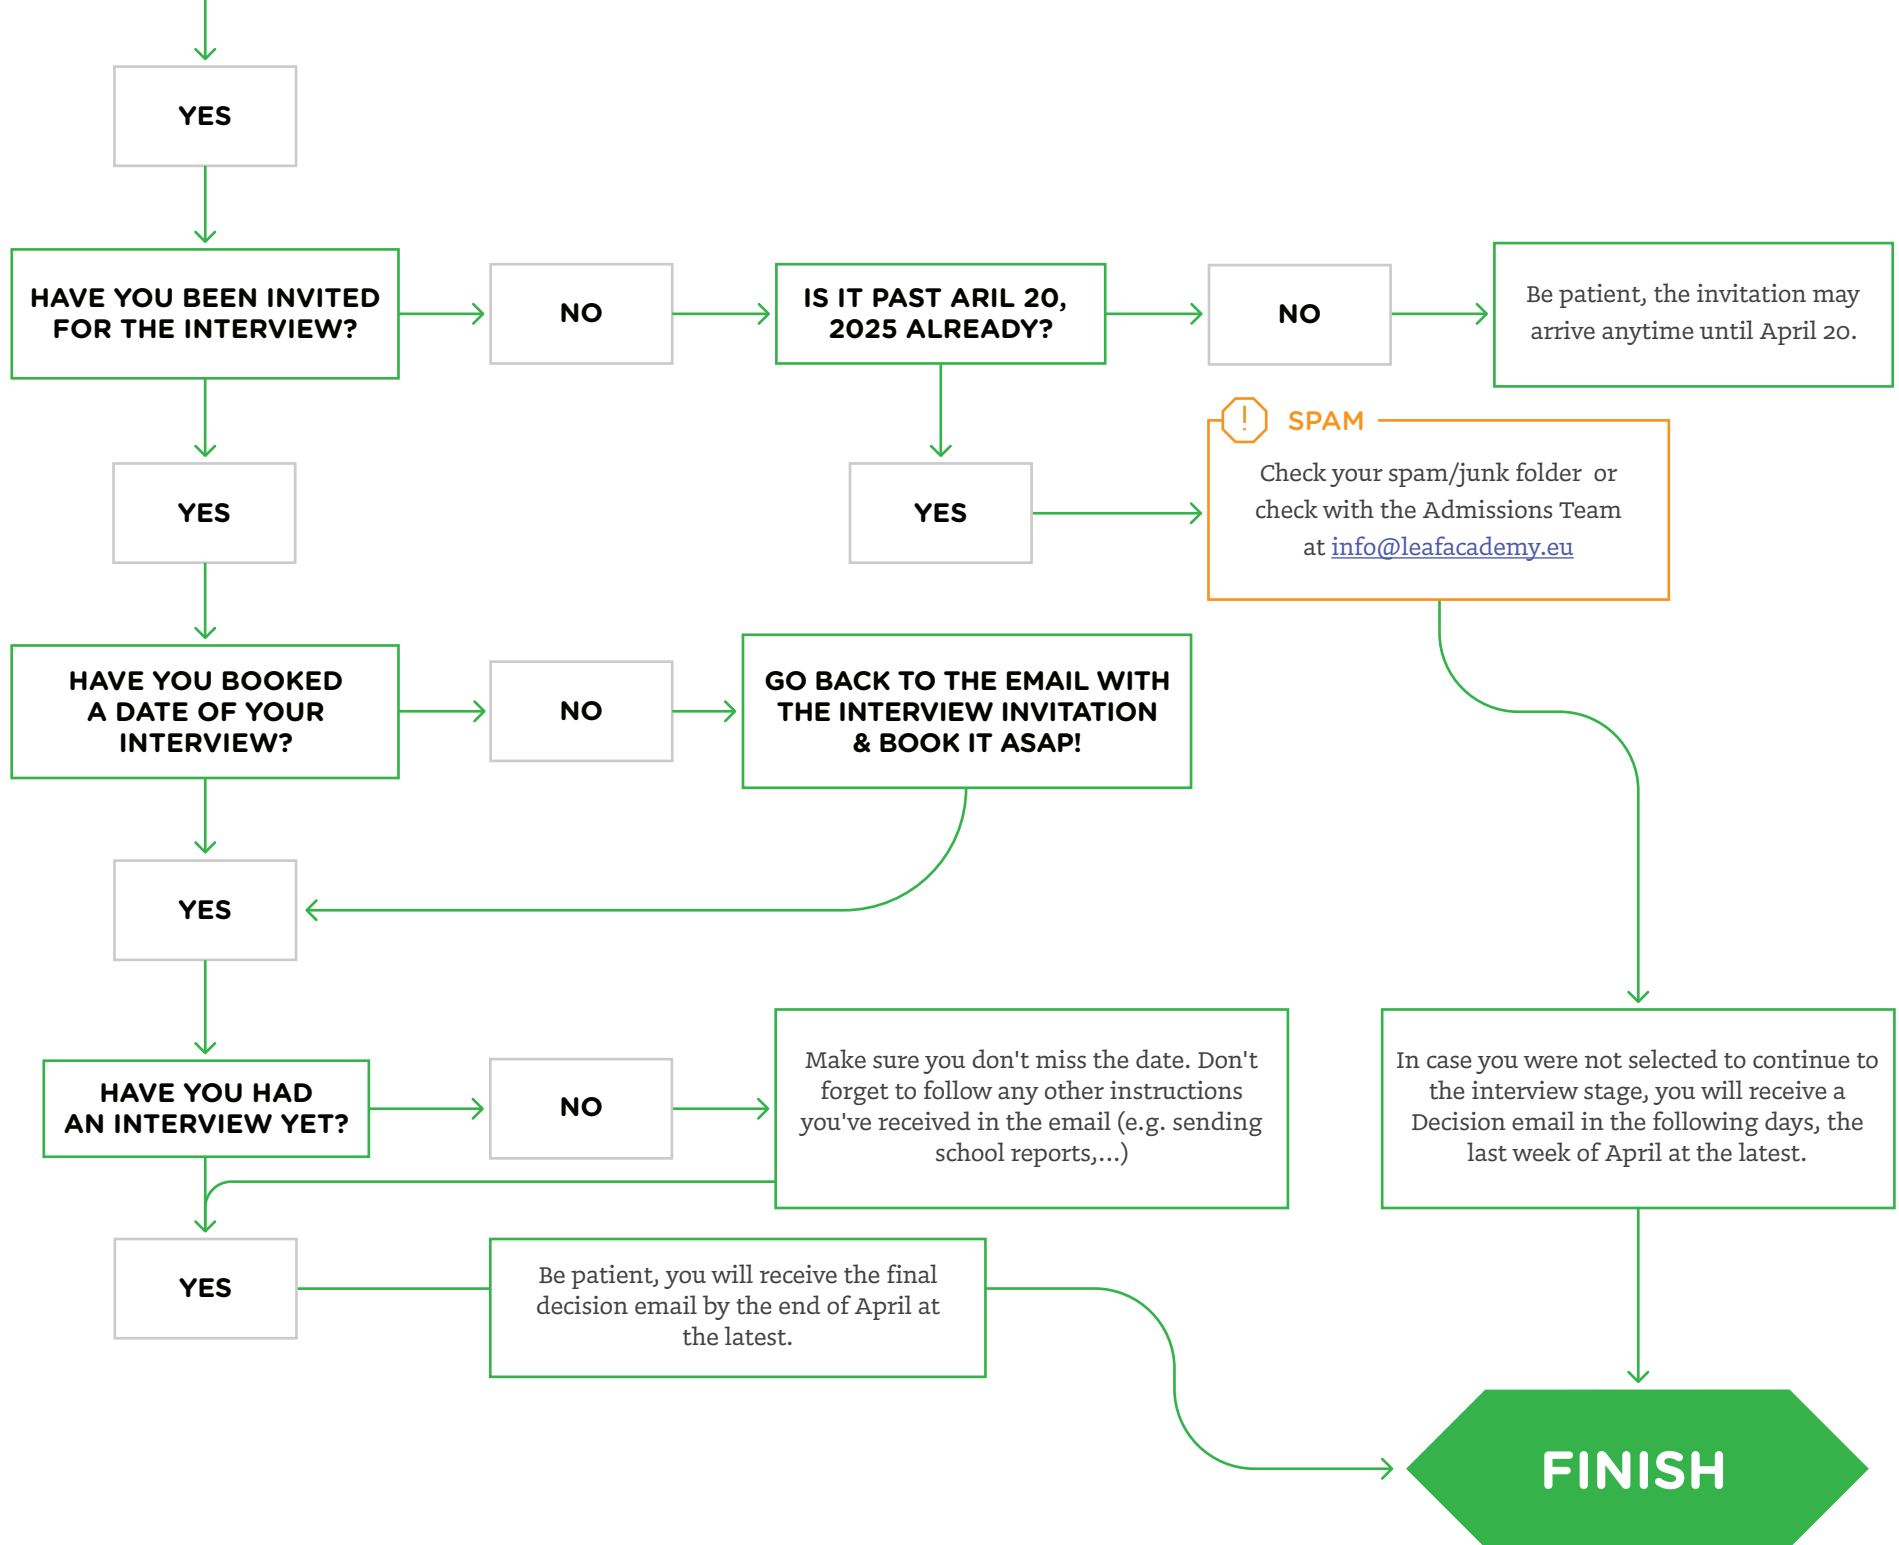 YES
HAVE YOU BEEN INVITED
FOR THE INTERVIEW?
NO
IS IT PAST ARIL 20,
2025 ALREADY?
NO
Be patient, the invitation may
arrive anytime until April 20.
YES
YES
! SPAM
Check your spam/junk folder or
check with the Admissions Team
at info@leafacademy.eu
HAVE YOU BOOKED
A DATE OF YOUR
INTERVIEW?
NO
GO BACK TO THE EMAIL WITH
THE INTERVIEW INVITATION
& BOOK IT ASAP!
YES
HAVE YOU HAD
AN INTERVIEW YET?
NO
Make sure you don't miss the date. Don't
forget to follow any other instructions
you've received in the email (e.g. sending
school reports,...)
In case you were not selected to continue to
the interview stage, you will receive a
Decision email in the following days, the
last week of April at the latest.
YES
Be patient, you will receive the final
decision email by the end of April at
the latest.
FINISH